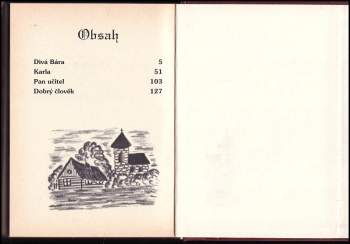 Obsah
Divá Bára 5
Karla 51
Pan učitel 103
Dobrý člověk 127